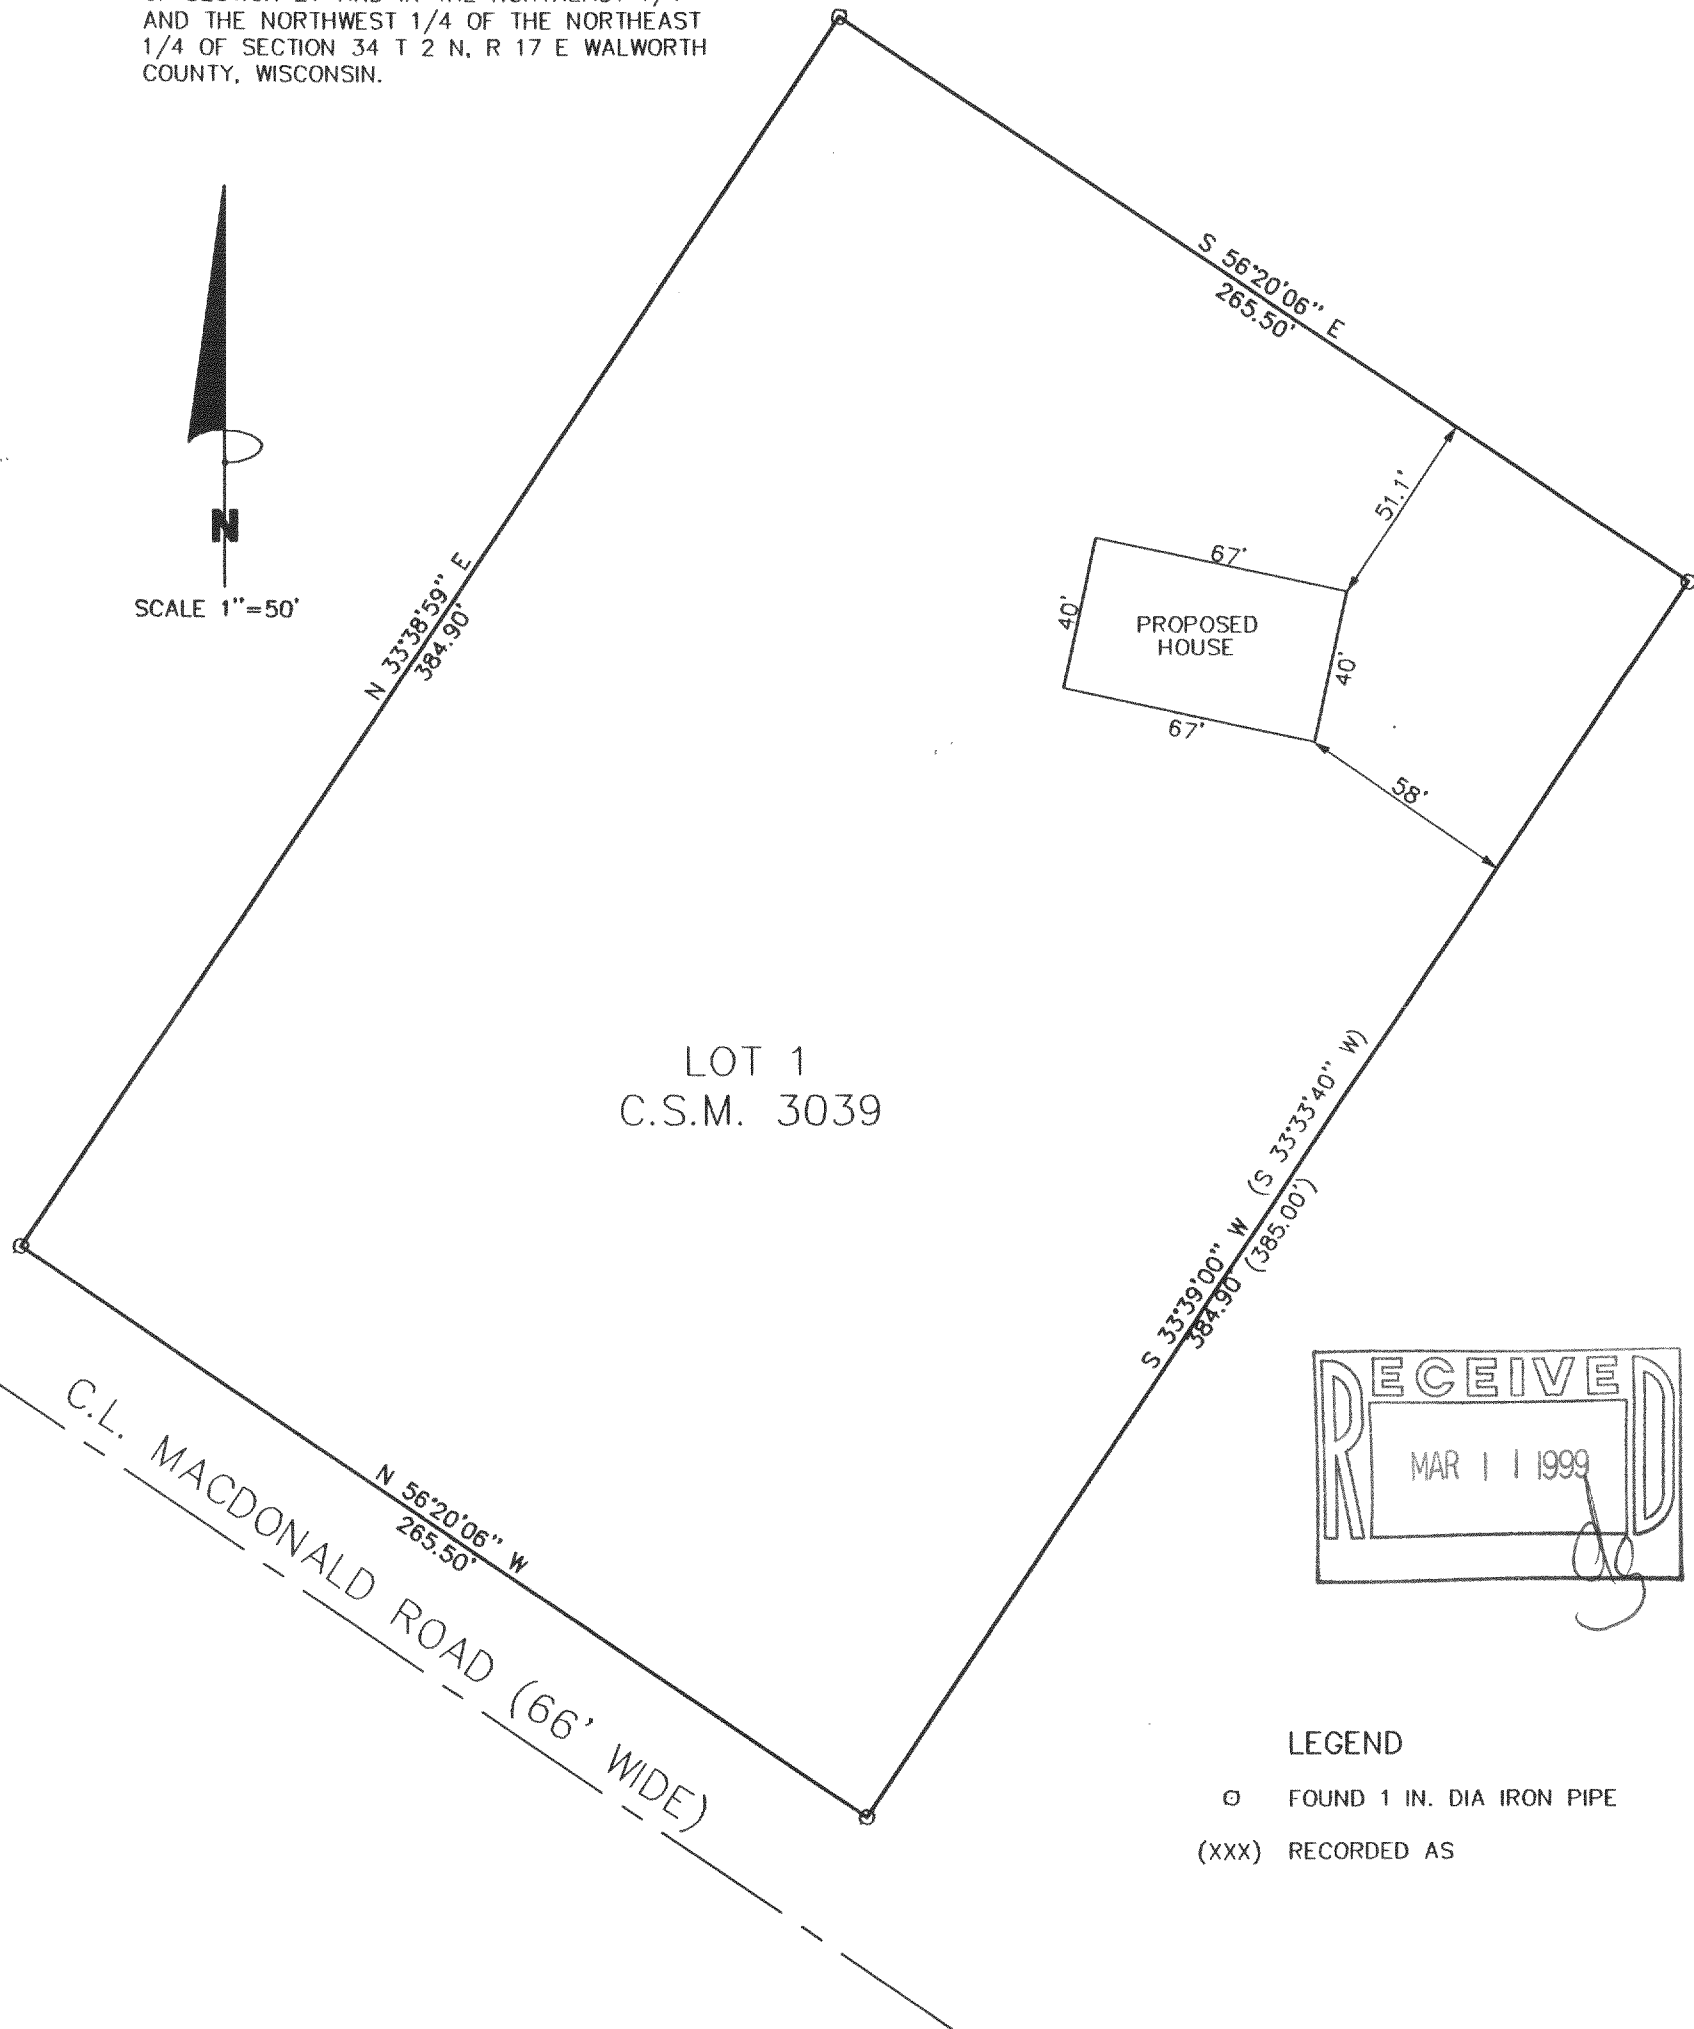 AND THE NORTHWEST 1/4 OF THE NORTHEAST
1/4 OF SECTION 34 T 2 N, R 17 E WALWORTH
COUNTY, WISCONSIN.
N
SCALE 1"=50'
S 56°20'06" E
265.50'
51.1'
67'
40'
PROPOSED
HOUSE
40'
67'
58'
N 33°38'59" E
384.90'
LOT 1
C.S.M. 3039
S 33°39'00" W (S 33°33'40" W)
384.90' (385.00')
N 56°20'06" W
265.50'
C.L. MACDONALD ROAD (66' WIDE)
RECEIVED
MAR 11 1999
LEGEND
FOUND 1 IN. DIA IRON PIPE
(XXX) RECORDED AS